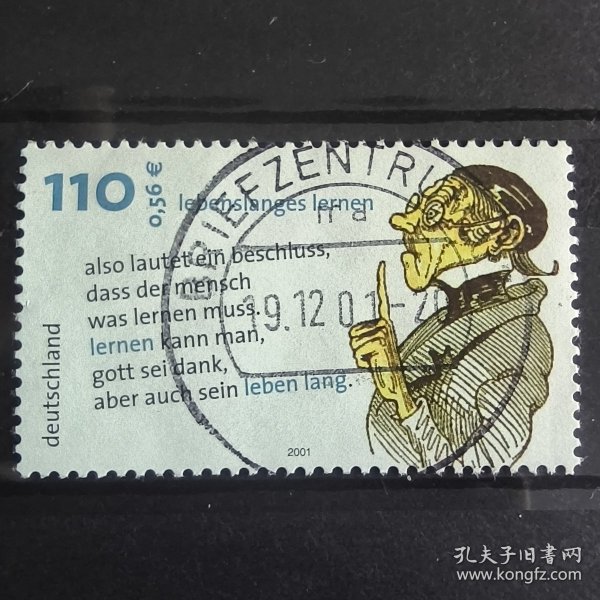 110
0,56 €
lebenslanges lernen
also lautet ein beschluss,
dass der mensch
was lernen muss.
lernen kann man,
gott sei dank,
aber auch sein leben lang.
deutschland
2001
BRIEFZENTRUM
19.12.01-20
孔夫子旧书网
www.kongfz.com